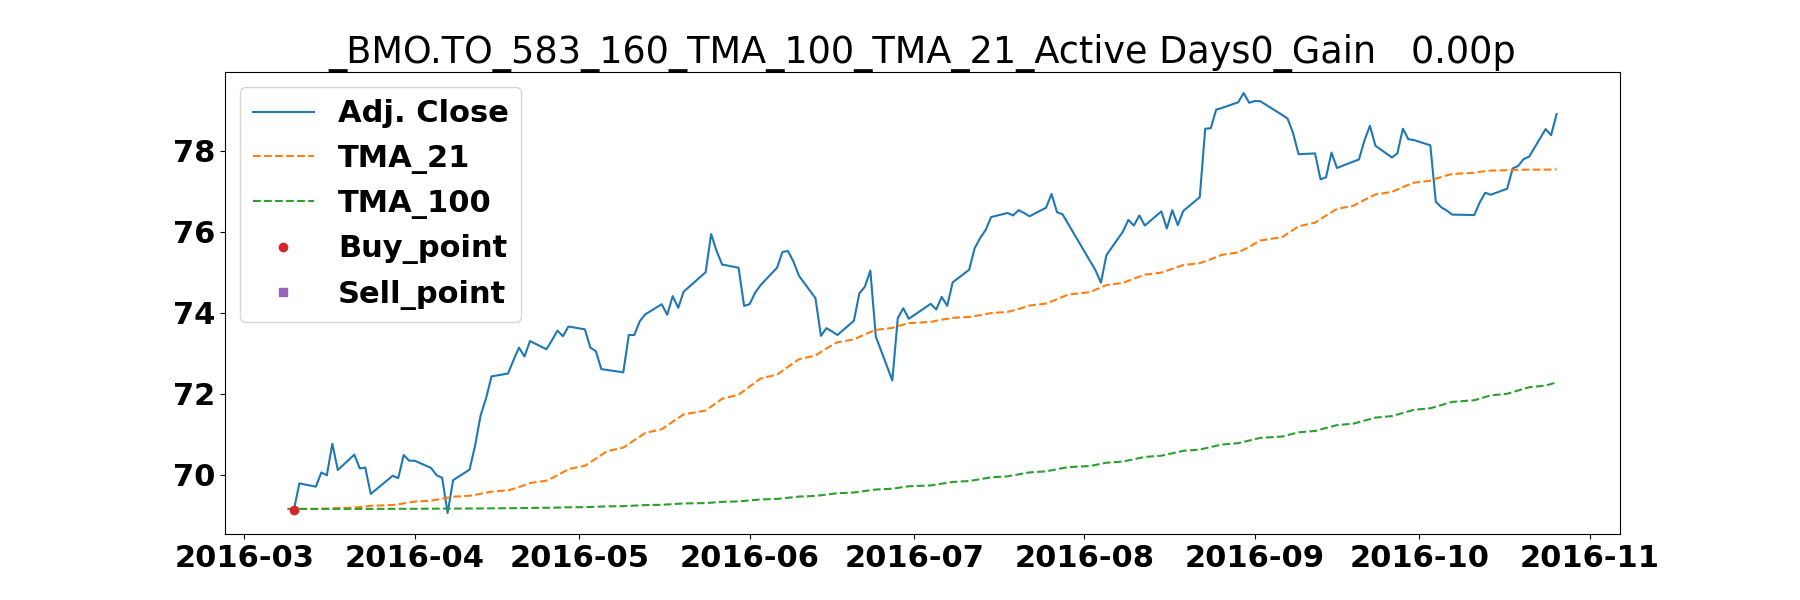 _BMO.TO_583_160_TMA_100_TMA_21_Active Days0_Gain   0.00p
Adj. Close
TMA_21
TMA_100
Buy_point
Sell_point
78
76
74
72
70
2016-03 2016-04 2016-05 2016-06 2016-07 2016-08 2016-09 2016-10 2016-11